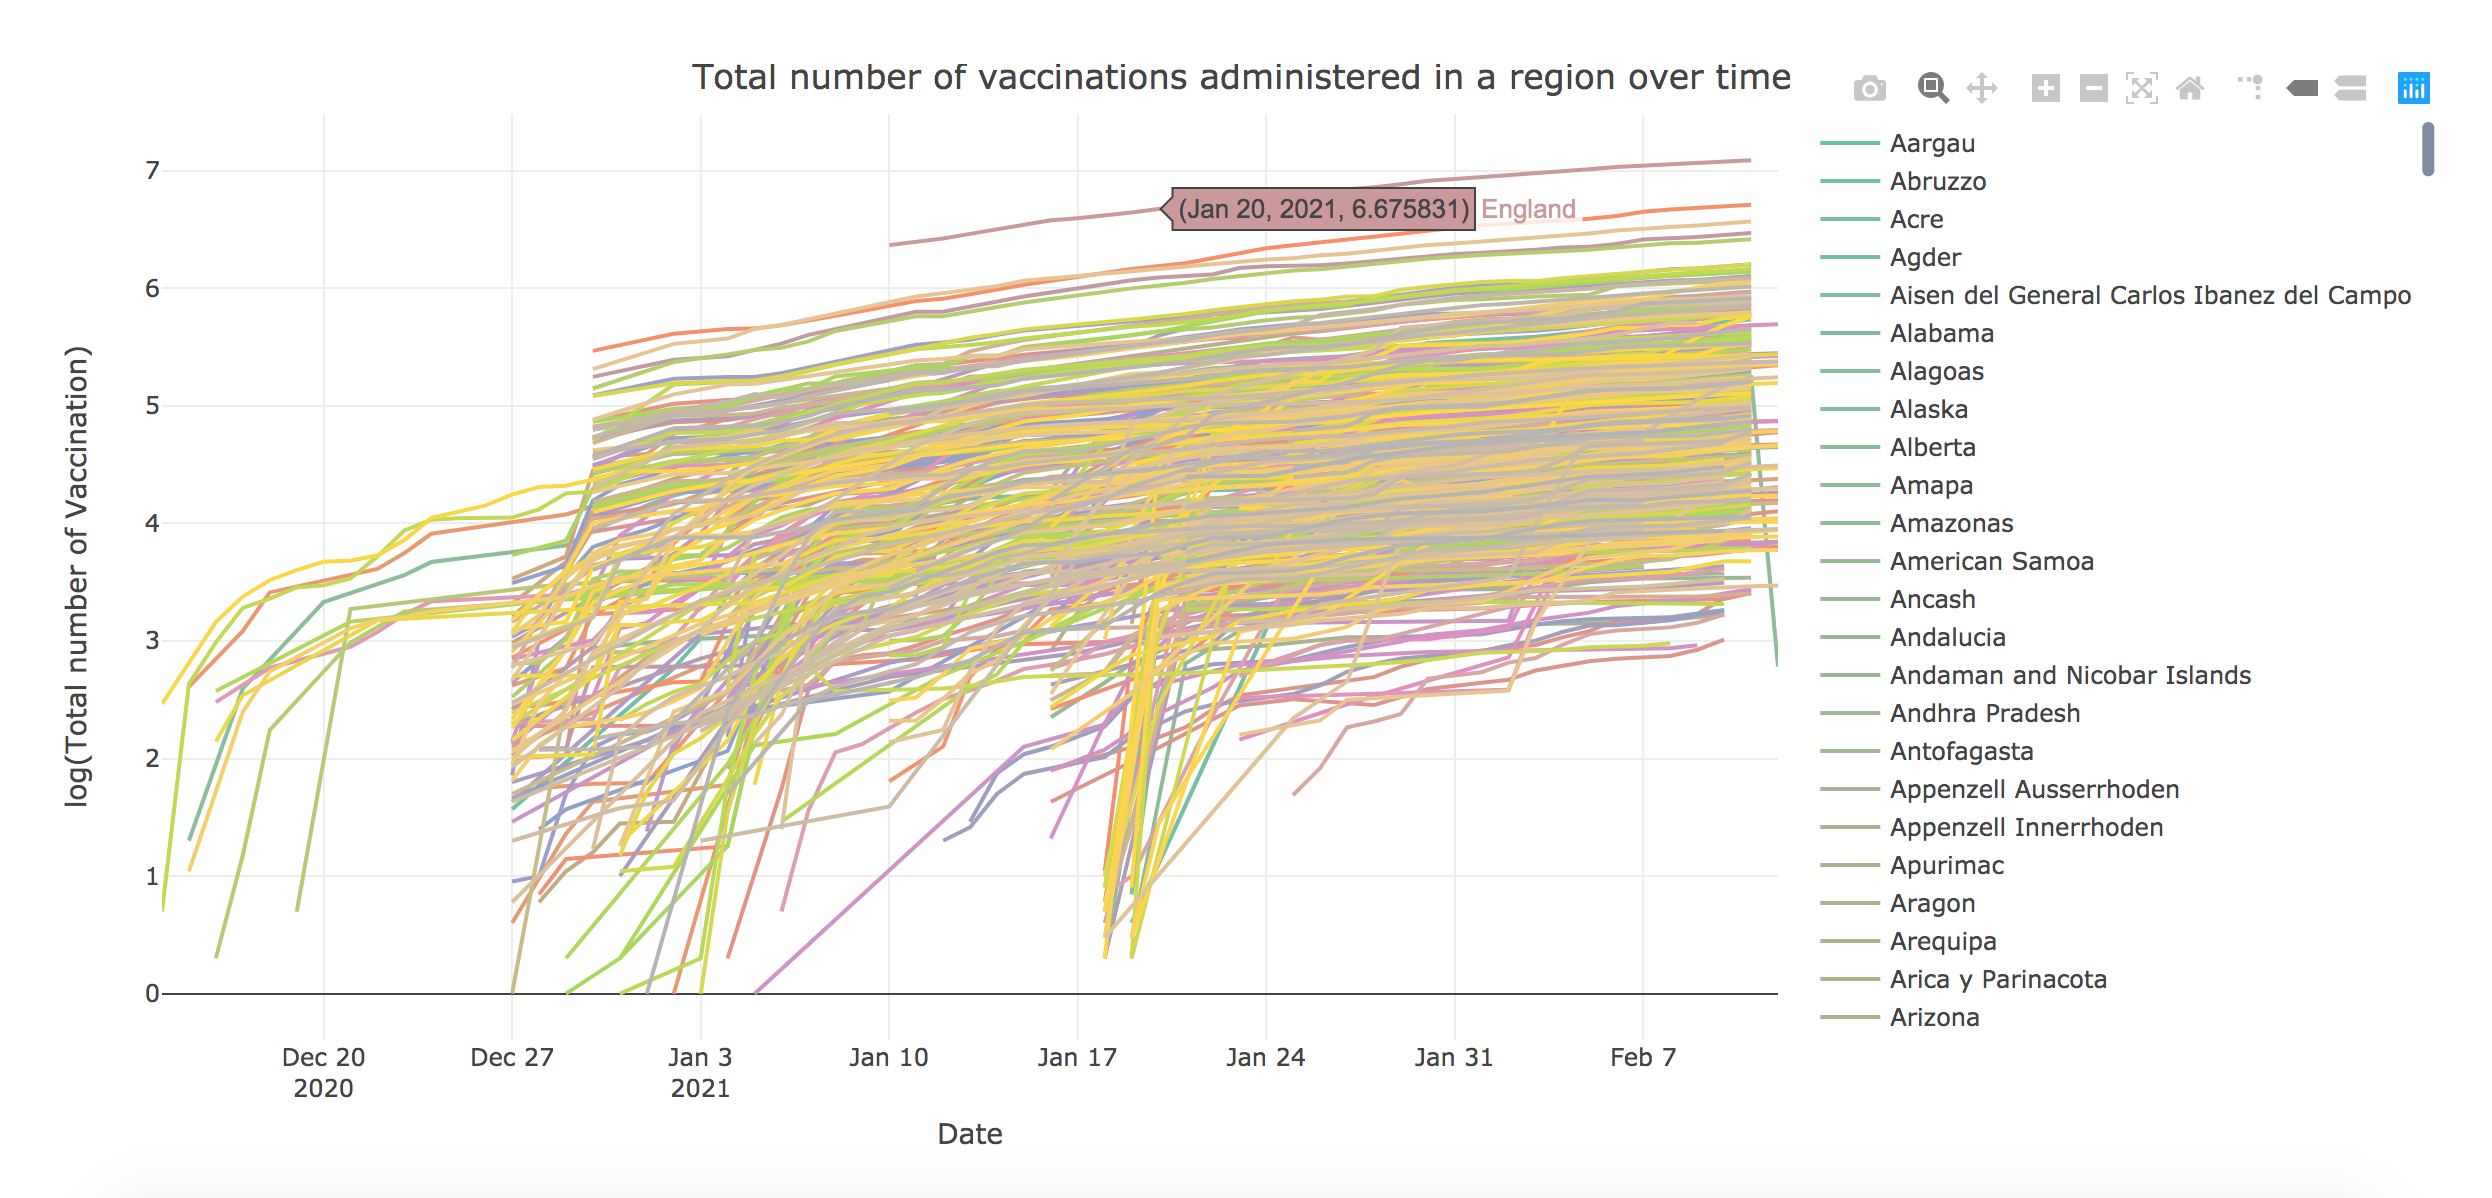 Total number of vaccinations administered in a region over time
log(Total number of Vaccination)
7
6
5
4
3
2
1
0
(Jan 20, 2021, 6.675831) England
Dec 20
2020
Dec 27
Jan 3
2021
Jan 10
Jan 17
Jan 24
Jan 31
Feb 7
Date
Aargau
Abruzzo
Acre
Agder
Aisen del General Carlos Ibanez del Campo
Alabama
Alagoas
Alaska
Alberta
Amapa
Amazonas
American Samoa
Ancash
Andalucia
Andaman and Nicobar Islands
Andhra Pradesh
Antofagasta
Appenzell Ausserrhoden
Appenzell Innerrhoden
Apurimac
Aragon
Arequipa
Arica y Parinacota
Arizona